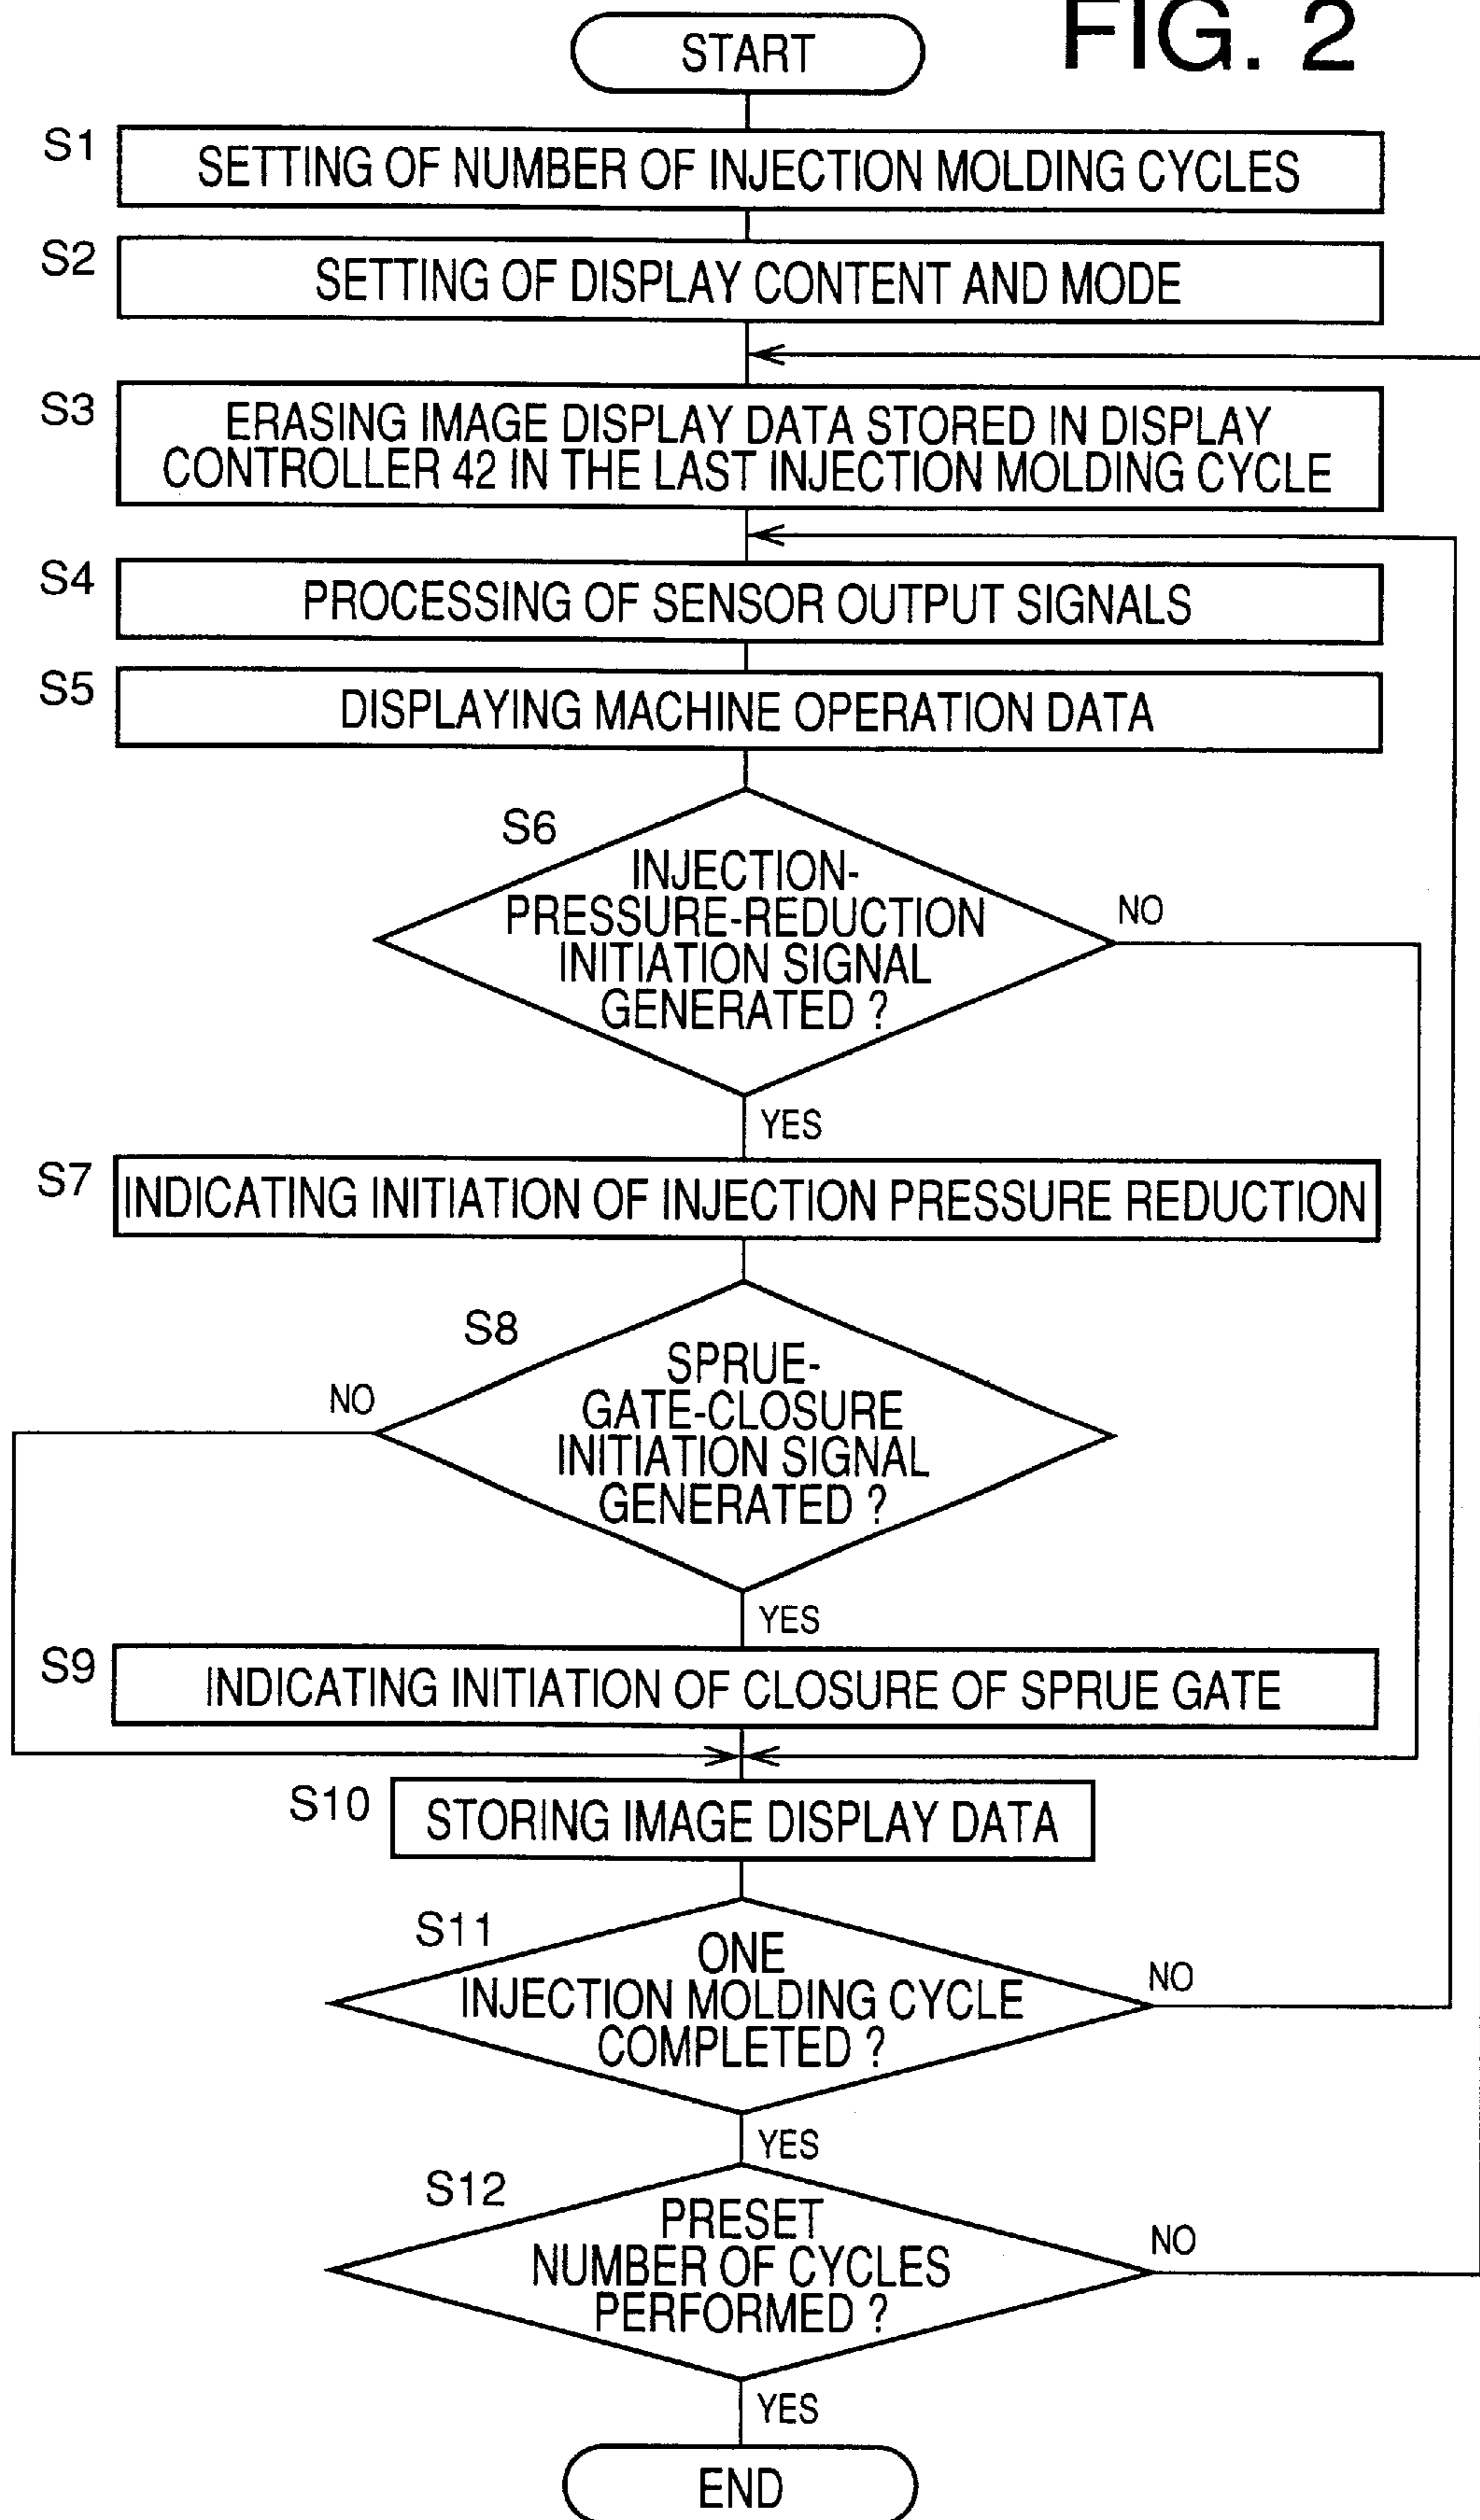 FIG. 2
START
S1
SETTING OF NUMBER OF INJECTION MOLDING CYCLES
S2
SETTING OF DISPLAY CONTENT AND MODE
S3
ERASING IMAGE DISPLAY DATA STORED IN DISPLAY
CONTROLLER 42 IN THE LAST INJECTION MOLDING CYCLE
S4
PROCESSING OF SENSOR OUTPUT SIGNALS
S5
DISPLAYING MACHINE OPERATION DATA
S6
INJECTION-
PRESSURE-REDUCTION
INITIATION SIGNAL
GENERATED ?
NO
YES
S7
INDICATING INITIATION OF INJECTION PRESSURE REDUCTION
S8
SPRUE-
GATE-CLOSURE
INITIATION SIGNAL
GENERATED ?
NO
YES
S9
INDICATING INITIATION OF CLOSURE OF SPRUE GATE
S10
STORING IMAGE DISPLAY DATA
S11
ONE
INJECTION MOLDING CYCLE
COMPLETED ?
NO
YES
S12
PRESET
NUMBER OF CYCLES
PERFORMED ?
NO
YES
END